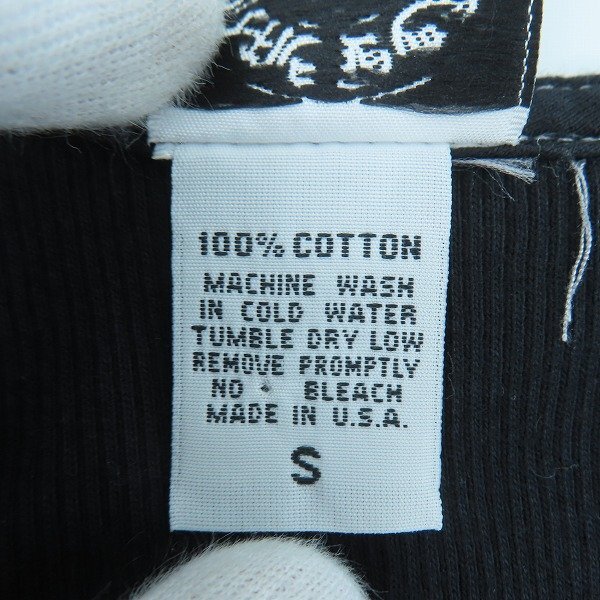 100% COTTON
MACHINE WASH
IN COLD WATER
TUMBLE DRY LOW
REMOVE PROMPTLY
NO • BLEACH
MADE IN U.S.A.
S